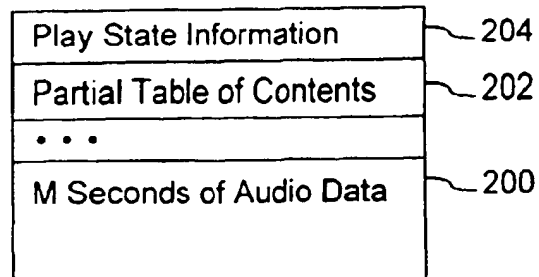 Play State Information 204
Partial Table of Contents 202
• • •
M Seconds of Audio Data 200